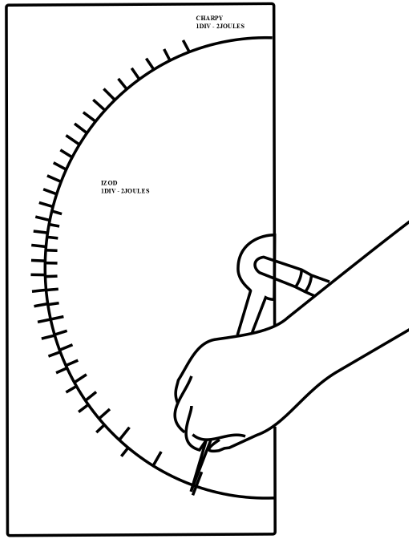 CHARPY
1DIV - 2JOULES
IZOD
1DIV - 2JOULES